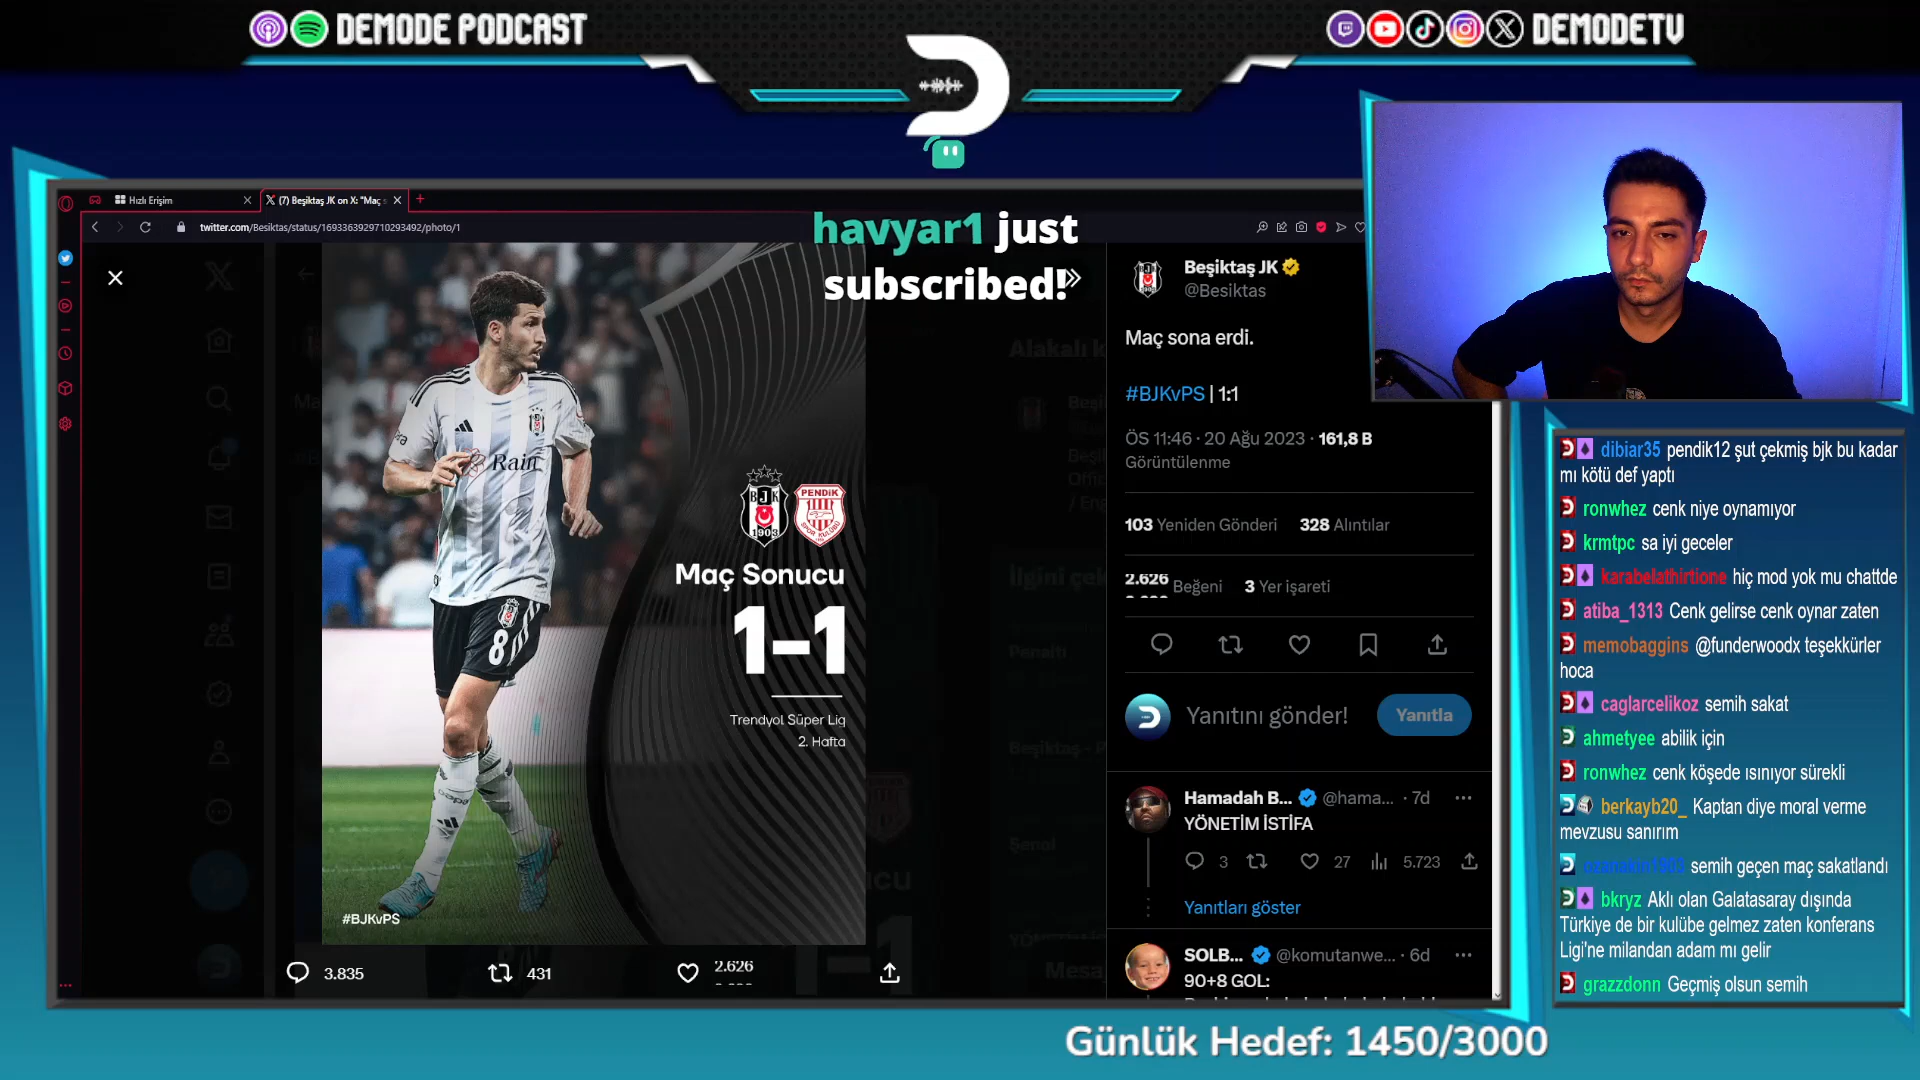 DEMODE PODCAST
DEMODETV
Hızlı Erişim
(7) Beşiktaş JK on X: "Maç s
twitter.com/Besiktas/status/1693363929710293492/photo/1
havyar1 just
subscribed!
Rain
8
BJK
1903
PENDİK
Maç Sonucu
1-1
Trendyol Süper Lig
2. Hafta
#BJKvPS
3.835
431
2.626
Beşiktaş JK
@Besiktas
Maç sona erdi.
#BJKvPS | 1:1
ÖS 11:46 · 20 Ağu 2023 · 161,8 B
Görüntülenme
103 Yeniden Gönderi 328 Alıntılar
2.626 Beğeni 3 Yer işareti
Yanıtını gönder!
Yanıtla
Hamadah B... @hama... · 7d
YÖNETİM İSTİFA
3
27
5.723
Yanıtları göster
SOLB... @komutanwe... · 6d
90+8 GOL:
dibiar35 pendik12 şut çekmiş bjk bu kadar
mı kötü def yaptı
ronwhez cenk niye oynamıyor
krmtpc sa iyi geceler
karabelathirtione hiç mod yok mu chattde
atiba_1313 Cenk gelirse cenk oynar zaten
memobaggins @funderwoodx teşekkürler
hoca
caglarcelikoz semih sakat
ahmetyee abilik için
ronwhez cenk köşede ısınıyor sürekli
berkayb20_ Kaptan diye moral verme
mevzusu sanırım
semih geçen maç sakatlandı
bkryz Aklı olan Galatasaray dışında
Türkiye de bir kulübe gelmez zaten konferans
Ligi'ne milandan adam mı gelir
grazzdonn Geçmiş olsun semih
Günlük Hedef: 1450/3000